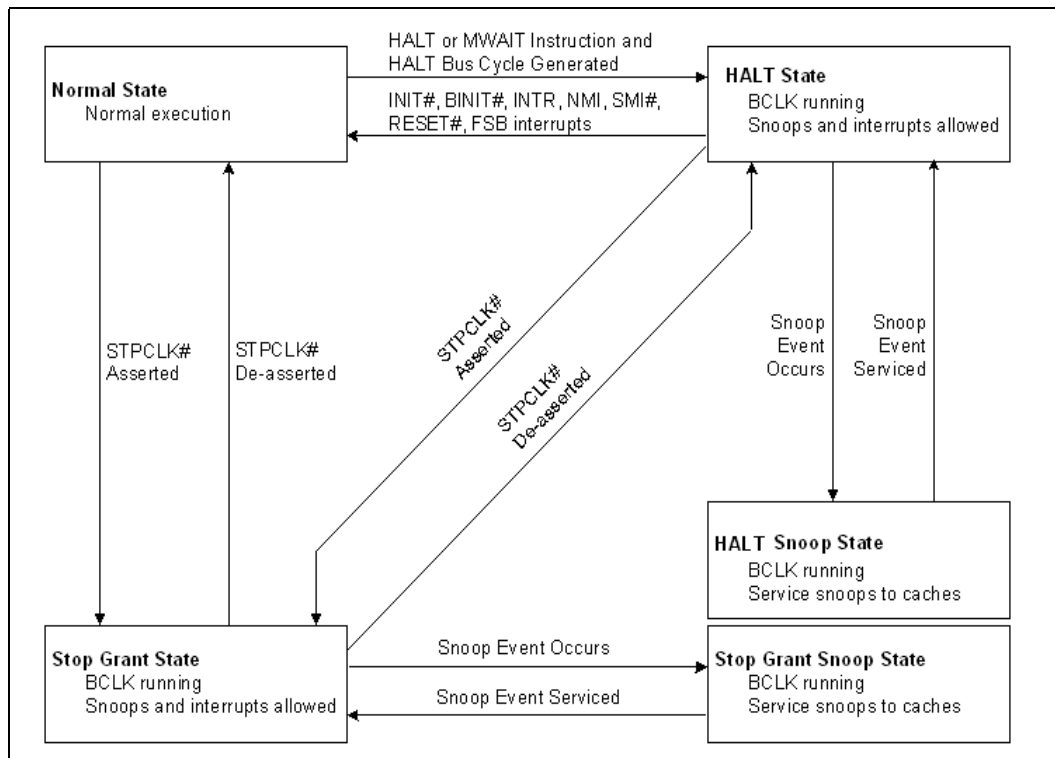 HALT or MWAIT Instruction and
HALT Bus Cycle Generated
Normal State
Normal execution
HALT State
BCLK running
Snoops and interrupts allowed
INIT#, BINIT#, INTR, NMI, SMI#,
RESET#, FSB interrupts
STPCLK#
Asserted
STPCLK#
De-asserted
STPCLK#
Asserted
STPCLK#
De-asserted
Snoop
Event
Occurs
Snoop
Event
Serviced
HALT Snoop State
BCLK running
Service snoops to caches
Stop Grant State
BCLK running
Snoops and interrupts allowed
Snoop Event Occurs
Snoop Event Serviced
Stop Grant Snoop State
BCLK running
Service snoops to caches